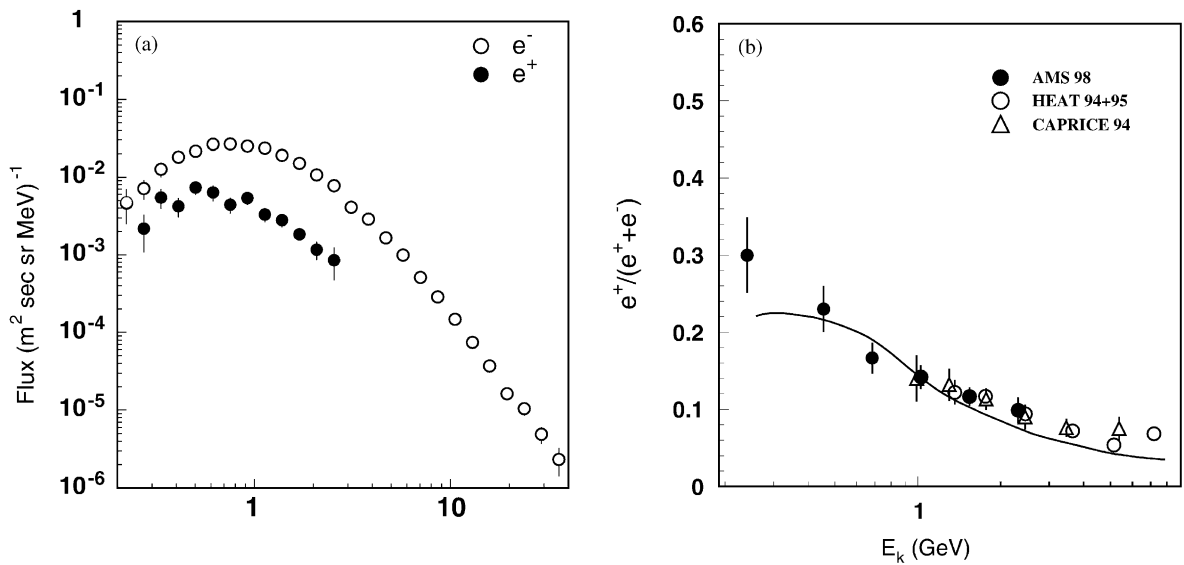 (a)
e-
e+
1
10-1
10-2
10-3
10-4
10-5
10-6
Flux (m2 sec sr MeV)-1
1
10
(b)
AMS 98
HEAT 94+95
CAPRICE 94
0.6
0.5
0.4
0.3
0.2
0.1
0
e+/(e++e-)
1
Ek (GeV)